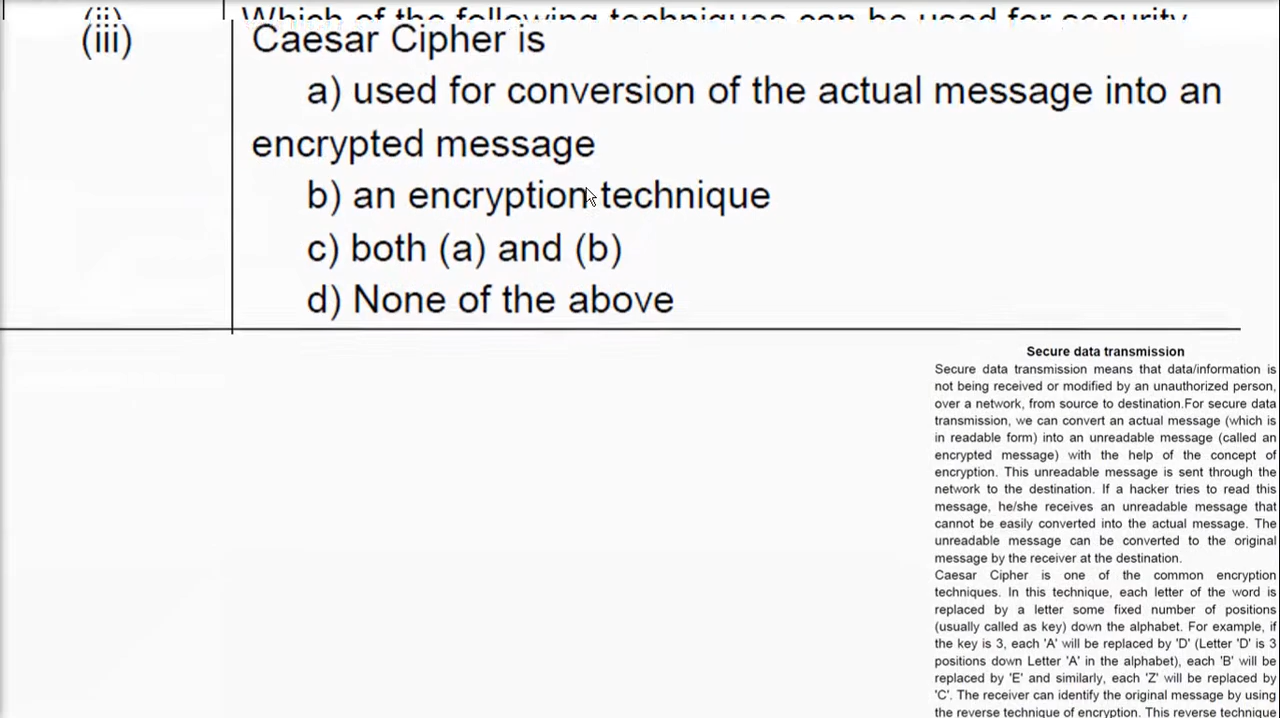 (ii) Which of the following techniques can be used for security
(iii) Caesar Cipher is
a) used for conversion of the actual message into an
encrypted message
b) an encryption technique
c) both (a) and (b)
d) None of the above
Secure data transmission
Secure data transmission means that data/information is
not being received or modified by an unauthorized person,
over a network, from source to destination.For secure data
transmission, we can convert an actual message (which is
in readable form) into an unreadable message (called an
encrypted message) with the help of the concept of
encryption. This unreadable message is sent through the
network to the destination. If a hacker tries to read this
message, he/she receives an unreadable message that
cannot be easily converted into the actual message. The
unreadable message can be converted to the original
message by the receiver at the destination.
Caesar Cipher is one of the common encryption
techniques. In this technique, each letter of the word is
replaced by a letter some fixed number of positions
(usually called as key) down the alphabet. For example, if
the key is 3, each 'A' will be replaced by 'D' (Letter 'D' is 3
positions down Letter 'A' in the alphabet), each 'B' will be
replaced by 'E' and similarly, each 'Z' will be replaced by
'C'. The receiver can identify the original message by using
the reverse technique of encryption. This reverse technique